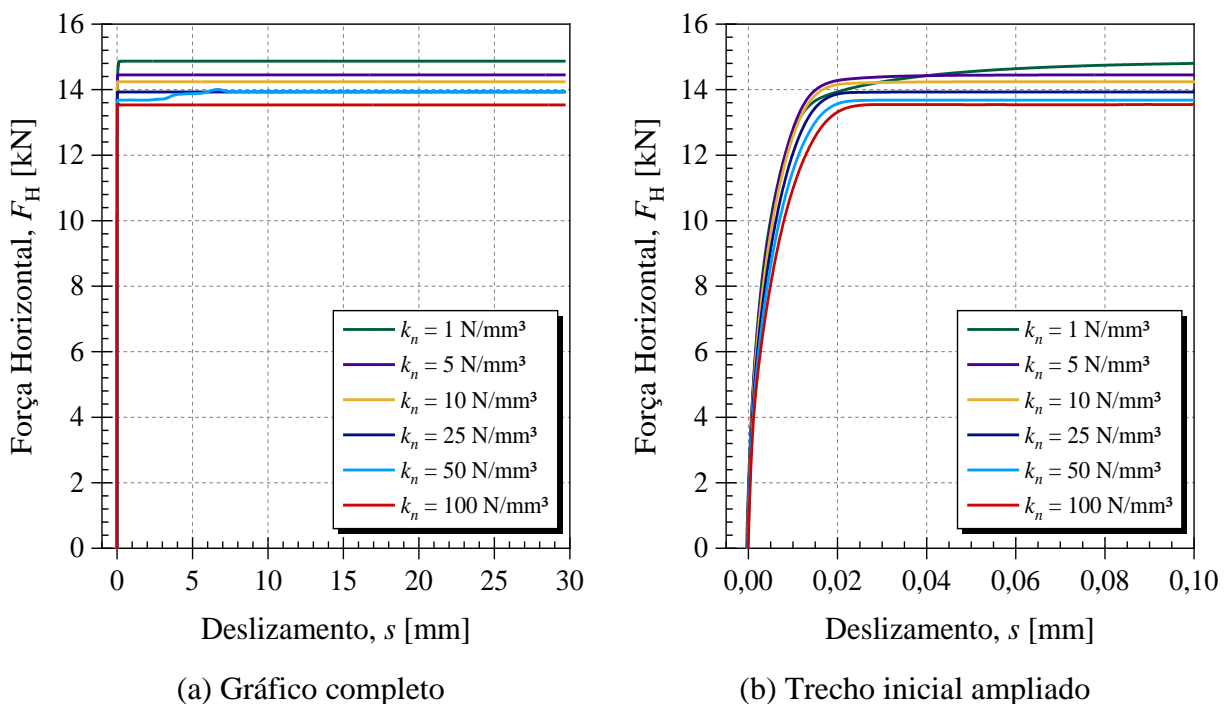 16
14
12
10
8
6
4
2
0
Força Horizontal, F_H [kN]
k_n = 1 N/mm³
k_n = 5 N/mm³
k_n = 10 N/mm³
k_n = 25 N/mm³
k_n = 50 N/mm³
k_n = 100 N/mm³
0 5 10 15 20 25 30
Deslizamento, s [mm]
(a) Gráfico completo
16
14
12
10
8
6
4
2
0
Força Horizontal, F_H [kN]
k_n = 1 N/mm³
k_n = 5 N/mm³
k_n = 10 N/mm³
k_n = 25 N/mm³
k_n = 50 N/mm³
k_n = 100 N/mm³
0,00 0,02 0,04 0,06 0,08 0,10
Deslizamento, s [mm]
(b) Trecho inicial ampliado